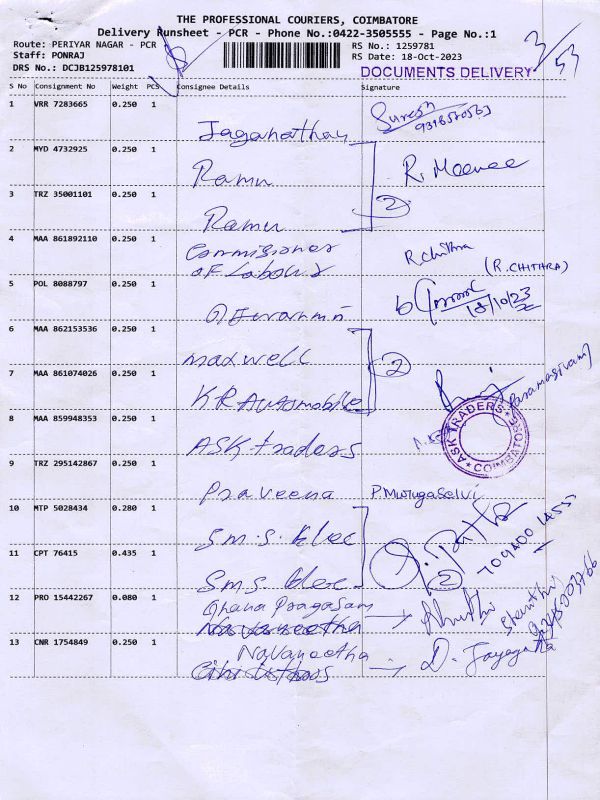 THE PROFESSIONAL COURIERS, COIMBATORE
Delivery Runsheet - PCR - Phone No.:0422-3505555 - Page No.:1
Route: PERIYAR NAGAR - PCR
RS No.: 1259781
Staff: PONRAJ
RS Date: 18-Oct-2023
DRS No.: DCJB125978101
DOCUMENTS DELIVERY
3/53
S No Consignment No Weight PCS Consignee Details Signature
1 VRR 7283665 0.250 1 Jaganathan Suresh
2 MYD 4732925 0.250 1 Ramu R. Meenee
3 TRZ 35001101 0.250 1 Ramu 2
4 MAA 861892110 0.250 1 Commisioner of Labour R. Chithra (R. CHITHRA)
5 POL 8088797 0.250 1 18/10/23
6 MAA 862153536 0.250 1 maxwell 2
7 MAA 861074026 0.250 1 KR Automobile Paramasivam
8 MAA 859948353 0.250 1 ASK traders
ASK TRADERS * COIMBATORE *
9 TRZ 295142867 0.250 1 Praveena P. Murugaselvi
10 MTP 5028434 0.280 1 S.m.s. Elec
11 CPT 76415 0.435 1 Sms Elec 2
12 PRO 15442267 0.080 1 Ghana Pragasam
Navaneetha
13 CNR 1754849 0.250 1 Navaneetha